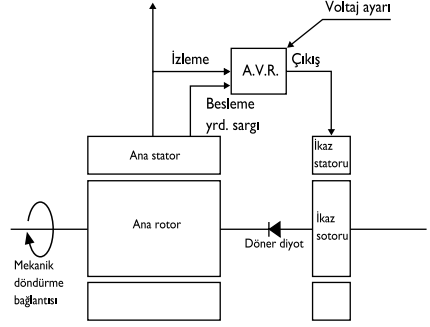 Voltaj ayarı
İzleme
A.V.R.
Çıkış
Besleme
yrd. sargı
Ana stator
İkaz
statoru
Ana rotor
Döner diyot
İkaz
sotoru
Mekanik
döndürme
bağlantısı